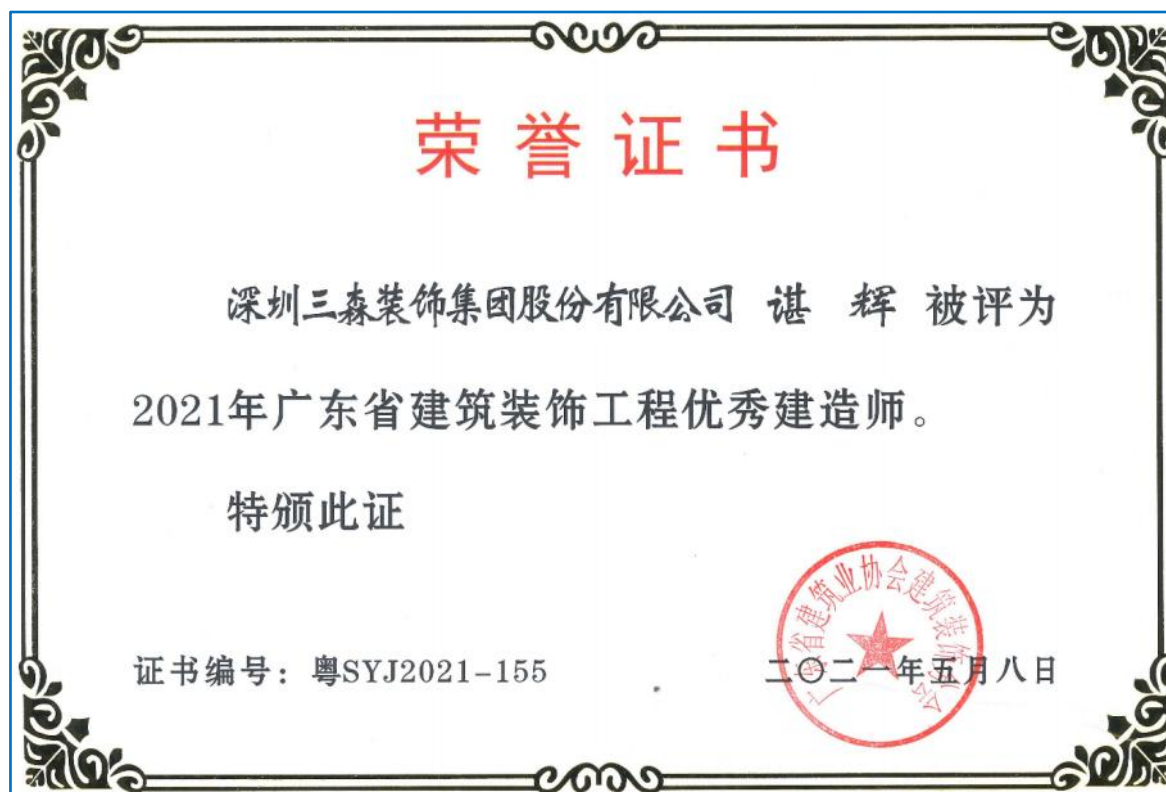 荣誉证书
深圳三森装饰集团股份有限公司 谌 辉 被评为
2021年广东省建筑装饰工程优秀建造师。
特颁此证
广东省建筑业协会建筑装饰分会
证书编号：粤SYJ2021-155
二〇二一年五月八日